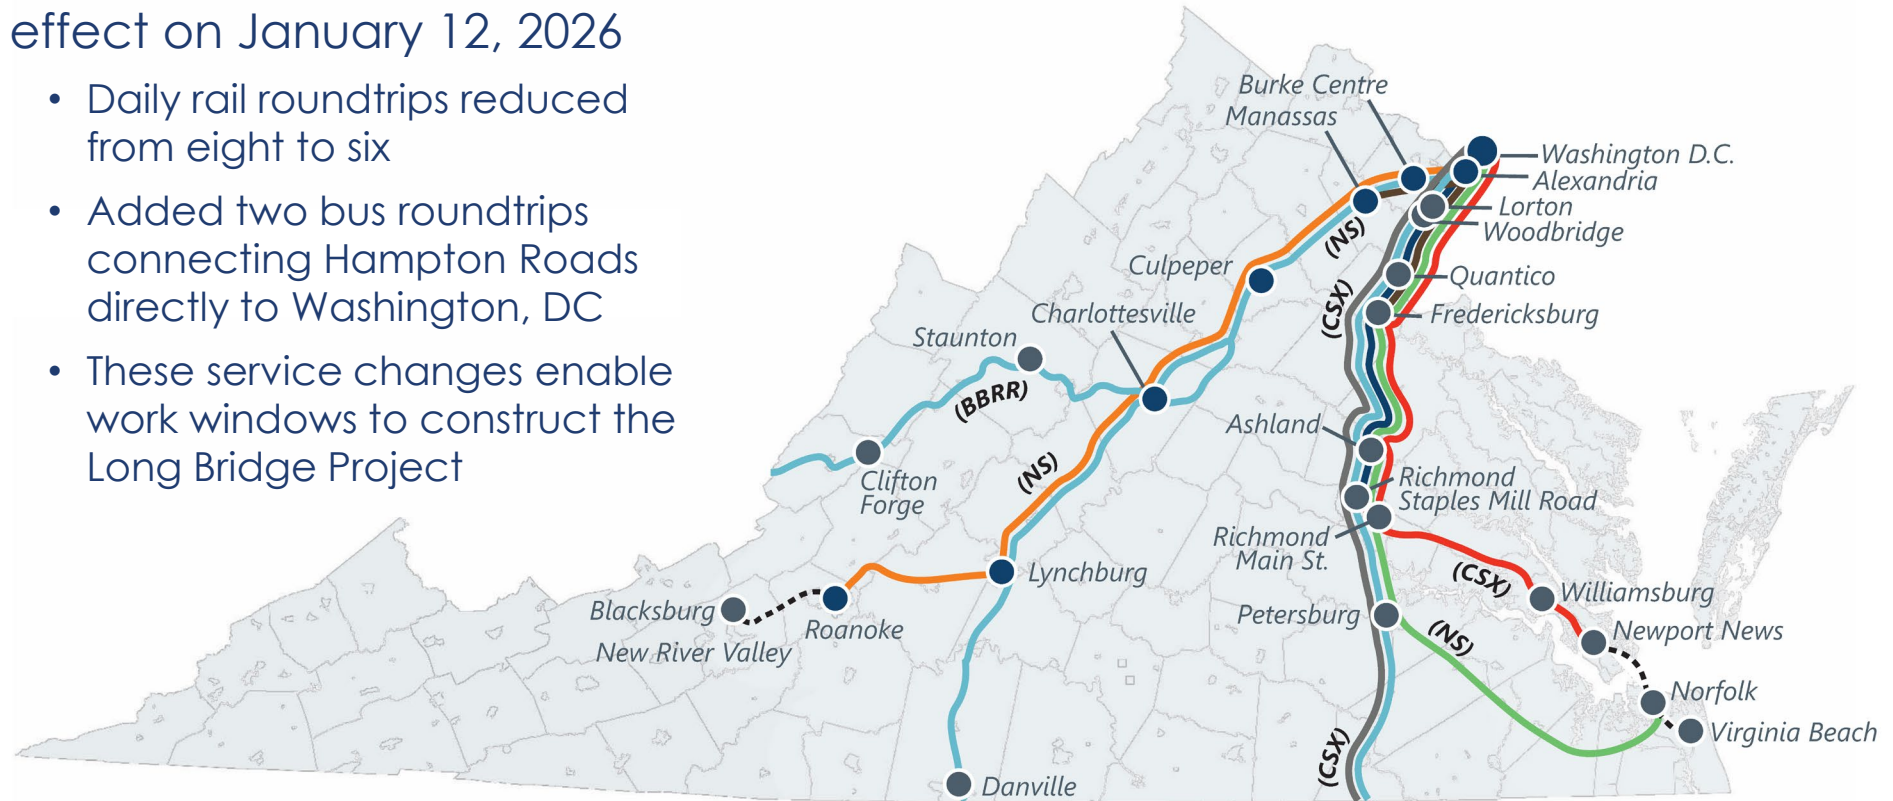 effect on January 12, 2026
• Daily rail roundtrips reduced
from eight to six
• Added two bus roundtrips
connecting Hampton Roads
directly to Washington, DC
• These service changes enable
work windows to construct the
Long Bridge Project
Burke Centre
Manassas
Washington D.C.
Alexandria
Lorton
Woodbridge
(NS)
Culpeper
Quantico
Charlottesville
(CSX)
Fredericksburg
Staunton
(BBRR)
Ashland
Clifton
Forge
(NS)
Richmond
Staples Mill Road
Richmond
Main St.
Lynchburg
(CSX)
Williamsburg
Blacksburg
Roanoke
Petersburg
(NS)
Newport News
New River Valley
Norfolk
Virginia Beach
(CSX)
Danville